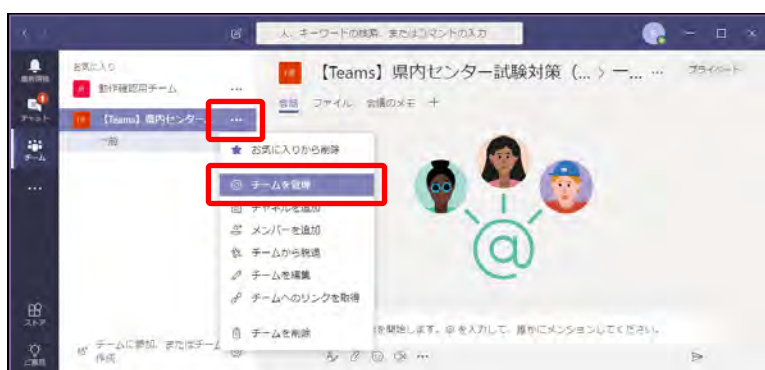 人、キーワードの検索、またはコマンドの入力
最新情報
チャット
チーム
ストア
お気に入り
動作確認用チーム
【Teams】県内センター...
一般
【Teams】県内センター試験対策 (... > 一... ...
プライベート
会話 ファイル 会議のメモ +
お気に入りから削除
チームを管理
チャネルを追加
メンバーを追加
チームから脱退
チームを編集
チームへのリンクを取得
チームを削除
を開始します。@ を入力して、誰かにメンションしてください。
チームに参加、またはチーム
作成